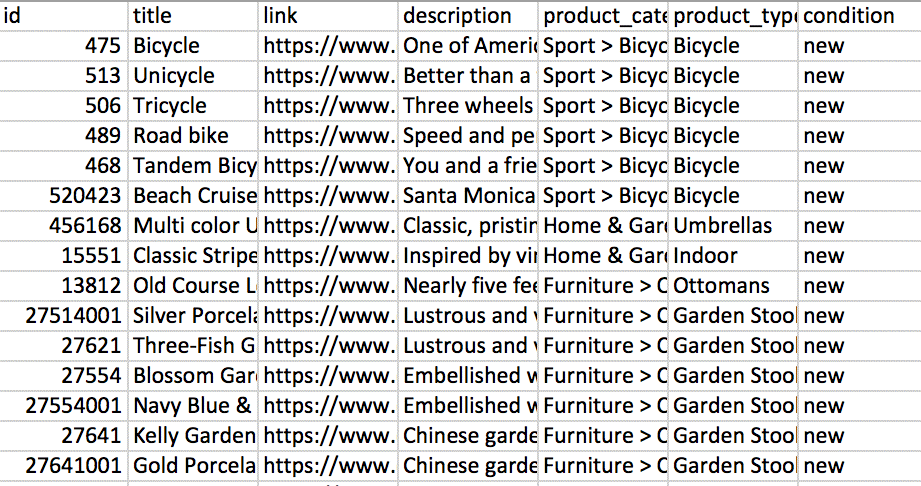 id title link description product_cate product_type condition
475 Bicycle https://www. One of Ameri Sport > Bicyc Bicycle new
513 Unicycle https://www. Better than a Sport > Bicyc Bicycle new
506 Tricycle https://www. Three wheels Sport > Bicyc Bicycle new
489 Road bike https://www. Speed and pe Sport > Bicyc Bicycle new
468 Tandem Bicy https://www. You and a frie Sport > Bicyc Bicycle new
520423 Beach Cruise https://www. Santa Monica Sport > Bicyc Bicycle new
456168 Multi color U https://www. Classic, pristin Home & Gar Umbrellas new
15551 Classic Stripe https://www. Inspired by vin Home & Gar Indoor new
13812 Old Course L https://www. Nearly five fee Furniture > Ottomans new
27514001 Silver Porcela https://www. Lustrous and Furniture > Garden Stool new
27621 Three-Fish G https://www. Lustrous and Furniture > Garden Stool new
27554 Blossom Gar https://www. Embellished w Furniture > Garden Stool new
27554001 Navy Blue & https://www. Embellished w Furniture > Garden Stool new
27641 Kelly Garden https://www. Chinese garde Furniture > Garden Stool new
27641001 Gold Porcela https://www. Chinese garde Furniture > Garden Stool new